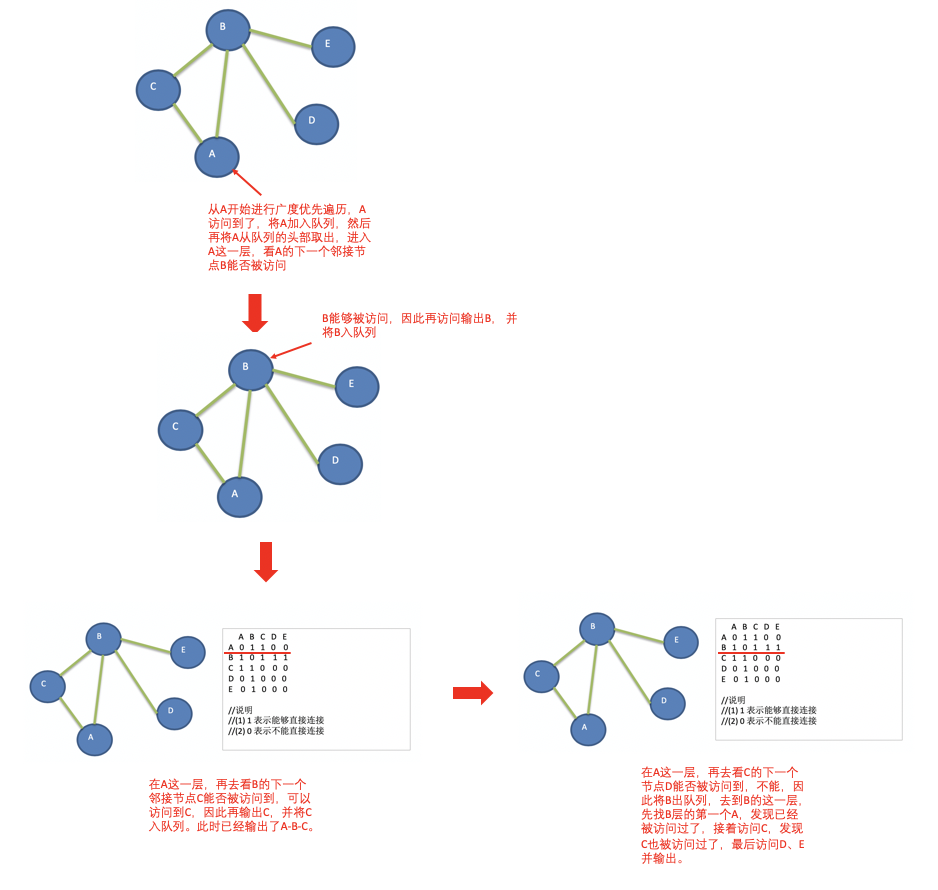 B
E
C
D
A
从A开始进行广度优先遍历，A
访问到了，将A加入队列，然后
再将A从队列的头部取出，进入
A这一层，看A的下一个邻接节
点B能否被访问
B能够被访问，因此再访问输出B， 并
将B入队列
B
E
C
D
A
B
E
C
D
A
A B C D E
A 0 1 1 0 0
B 1 0 1 1 1
C 1 1 0 0 0
D 0 1 0 0 0
E 0 1 0 0 0
//说明
//(1) 1 表示能够直接连接
//(2) 0 表示不能直接连接
在A这一层，再去看B的下一个
邻接节点C能否被访问到，可以
访问到C，因此再输出C，并将C
入队列。此时已经输出了A-B-C。
B
E
C
D
A
A B C D E
A 0 1 1 0 0
B 1 0 1 1 1
C 1 1 0 0 0
D 0 1 0 0 0
E 0 1 0 0 0
//说明
//(1) 1 表示能够直接连接
//(2) 0 表示不能直接连接
在A这一层，再去看C的下一个
节点D能否被访问到，不能，因
此将B出队列，去到B的这一层，
先找B层的第一个A，发现已经
被访问过了，接着访问C，发现
C也被访问过了，最后访问D、E
并输出。